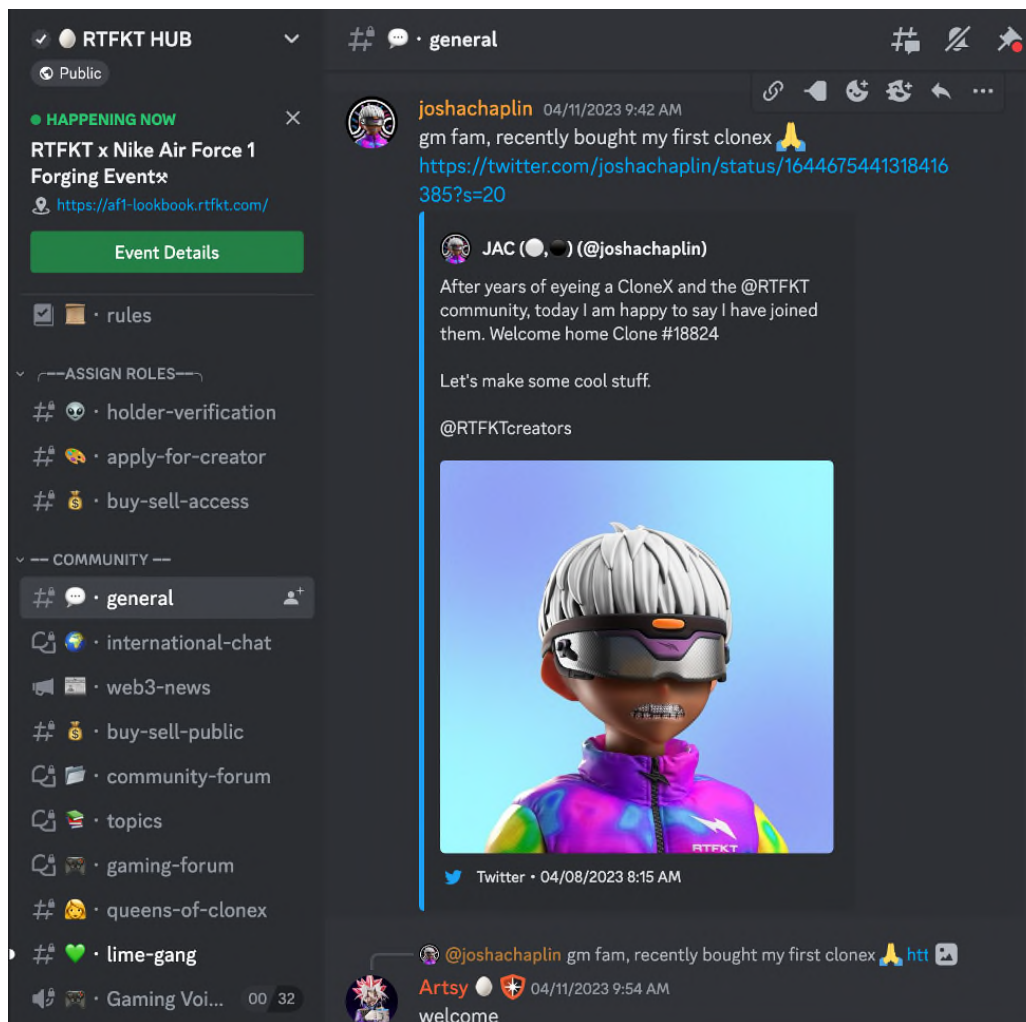 RTFKT HUB
Public
HAPPENING NOW
RTFKT x Nike Air Force 1
Forging Event⚒
https://af1-lookbook.rtfkt.com/
Event Details
rules
ASSIGN ROLES
holder-verification
apply-for-creator
buy-sell-access
COMMUNITY
general
international-chat
web3-news
buy-sell-public
community-forum
topics
gaming-forum
queens-of-clonex
lime-gang
Gaming Voi... 00 32
general
joshachaplin 04/11/2023 9:42 AM
gm fam, recently bought my first clonex 🙏
https://twitter.com/joshachaplin/status/1644675441318416
385?s=20
JAC (⚪,⚫) (@joshachaplin)
After years of eyeing a CloneX and the @RTFKT
community, today I am happy to say I have joined
them. Welcome home Clone #18824
Let's make some cool stuff.
@RTFKTcreators
RTFKT
Twitter • 04/08/2023 8:15 AM
@joshachaplin gm fam, recently bought my first clonex 🙏 htt
Artsy 04/11/2023 9:54 AM
welcome